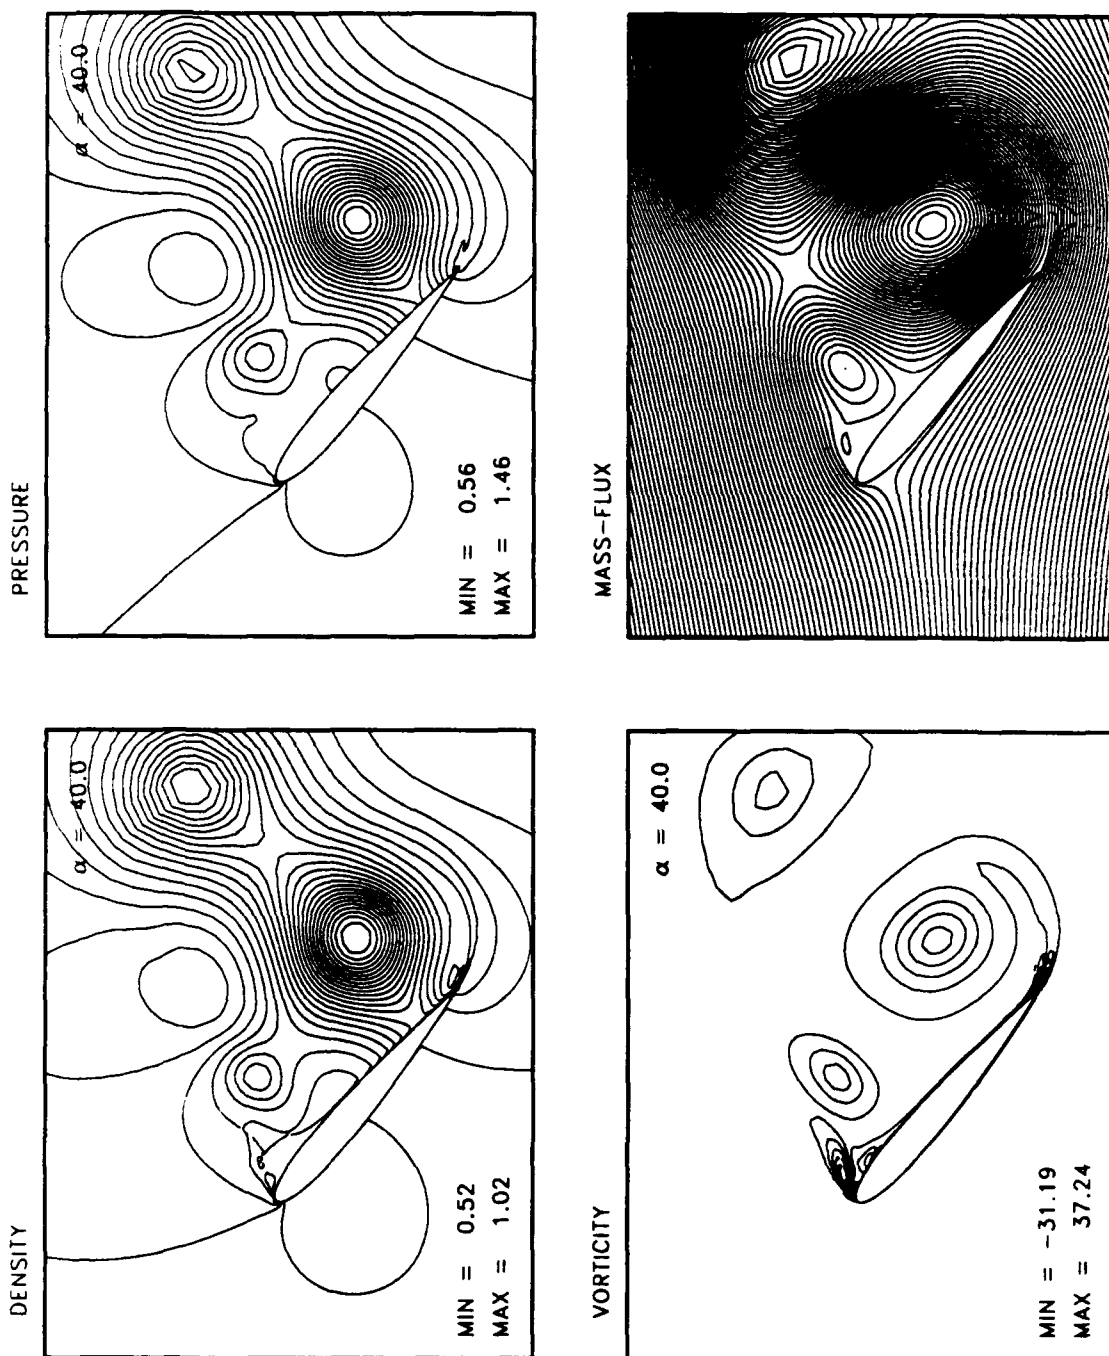 DENSITY
α = 40.0
MIN = 0.52
MAX = 1.02
PRESSURE
α = 40.0
MIN = 0.56
MAX = 1.46
VORTICITY
α = 40.0
MIN = -31.19
MAX = 37.24
MASS-FLUX